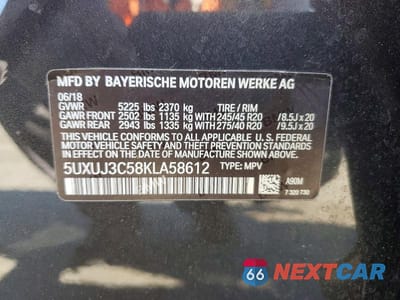 MFD BY BAYERISCHE MOTOREN WERKE AG
06/18
GVWR 5225 lbs 2370 kg TIRE / RIM
GAWR FRONT 2502 lbs 1135 kg 245/45 R20 /8.5J x 20
GAWR REAR 2943 lbs 1335 kg 275/40 R20 /9.5J x 20
THIS VEHICLE CONFORMS TO ALL APPLICABLE
U.S. FEDERAL MOTOR VEHICLE SAFETY, BUMPER,
AND THEFT PREVENTION STANDARDS IN EFFECT
ON THE DATE OF MANUFACTURE SHOWN ABOVE.
5UXUJ3C58KLA58612 TYPE: MPV
A90M
7 320 730
66 NEXTCAR